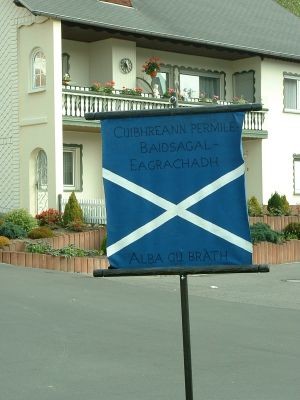 CUIBHREANN PERMILE
BAIDSAGAL-
EAGRACHADH
ALBA GU BRÀTH